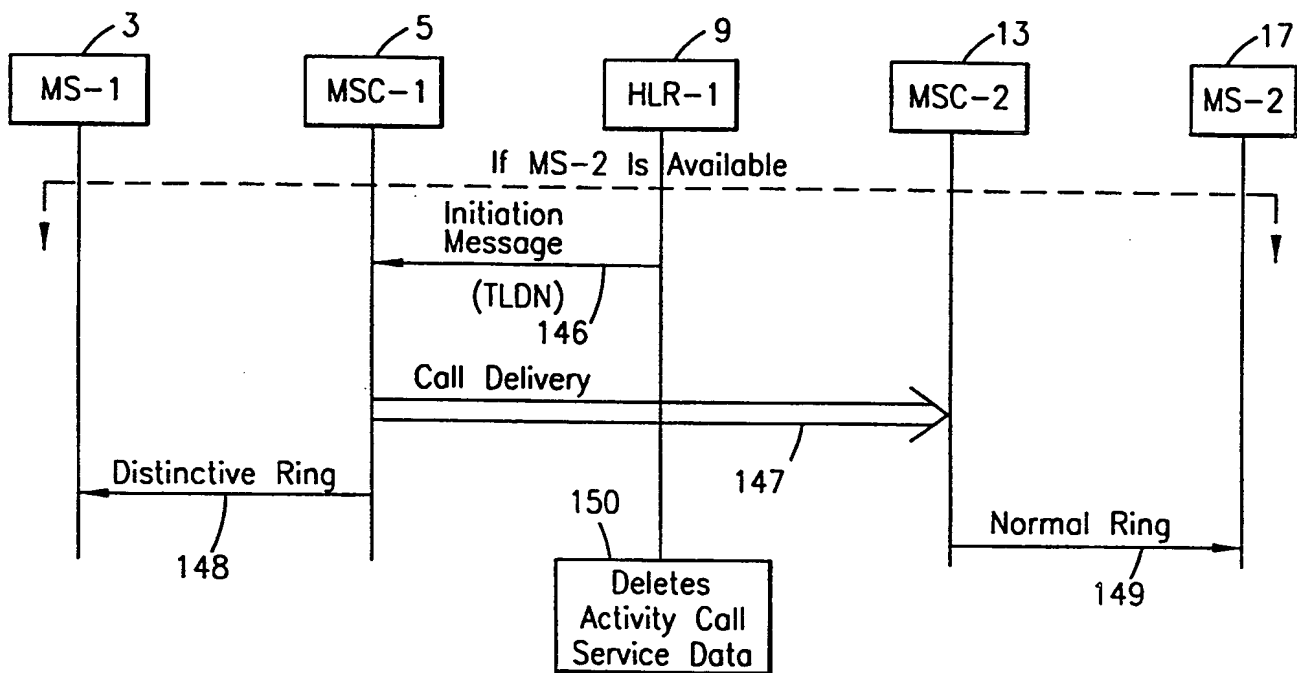 3
5
9
13
17
MS-1
MSC-1
HLR-1
MSC-2
MS-2
If MS-2 Is Available
Initiation
Message
(TLDN)
146
Call Delivery
147
Distinctive Ring
148
150
Normal Ring
149
Deletes
Activity Call
Service Data